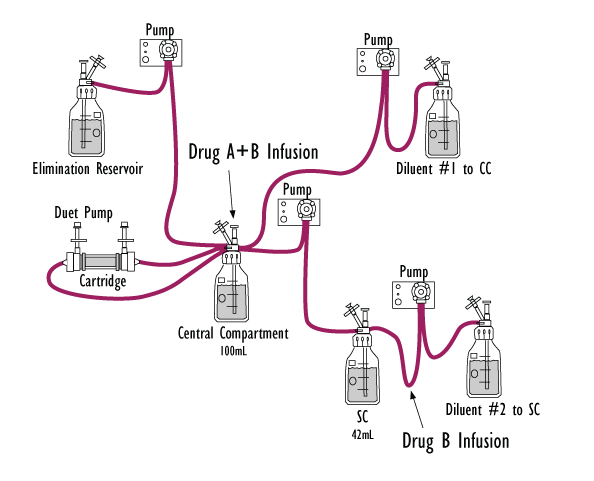 Pump
Pump
Elimination Reservoir
Drug A+B Infusion
Diluent #1 to CC
Pump
Duet Pump
Cartridge
Pump
Central Compartment
100mL
SC
42mL
Diluent #2 to SC
Drug B Infusion